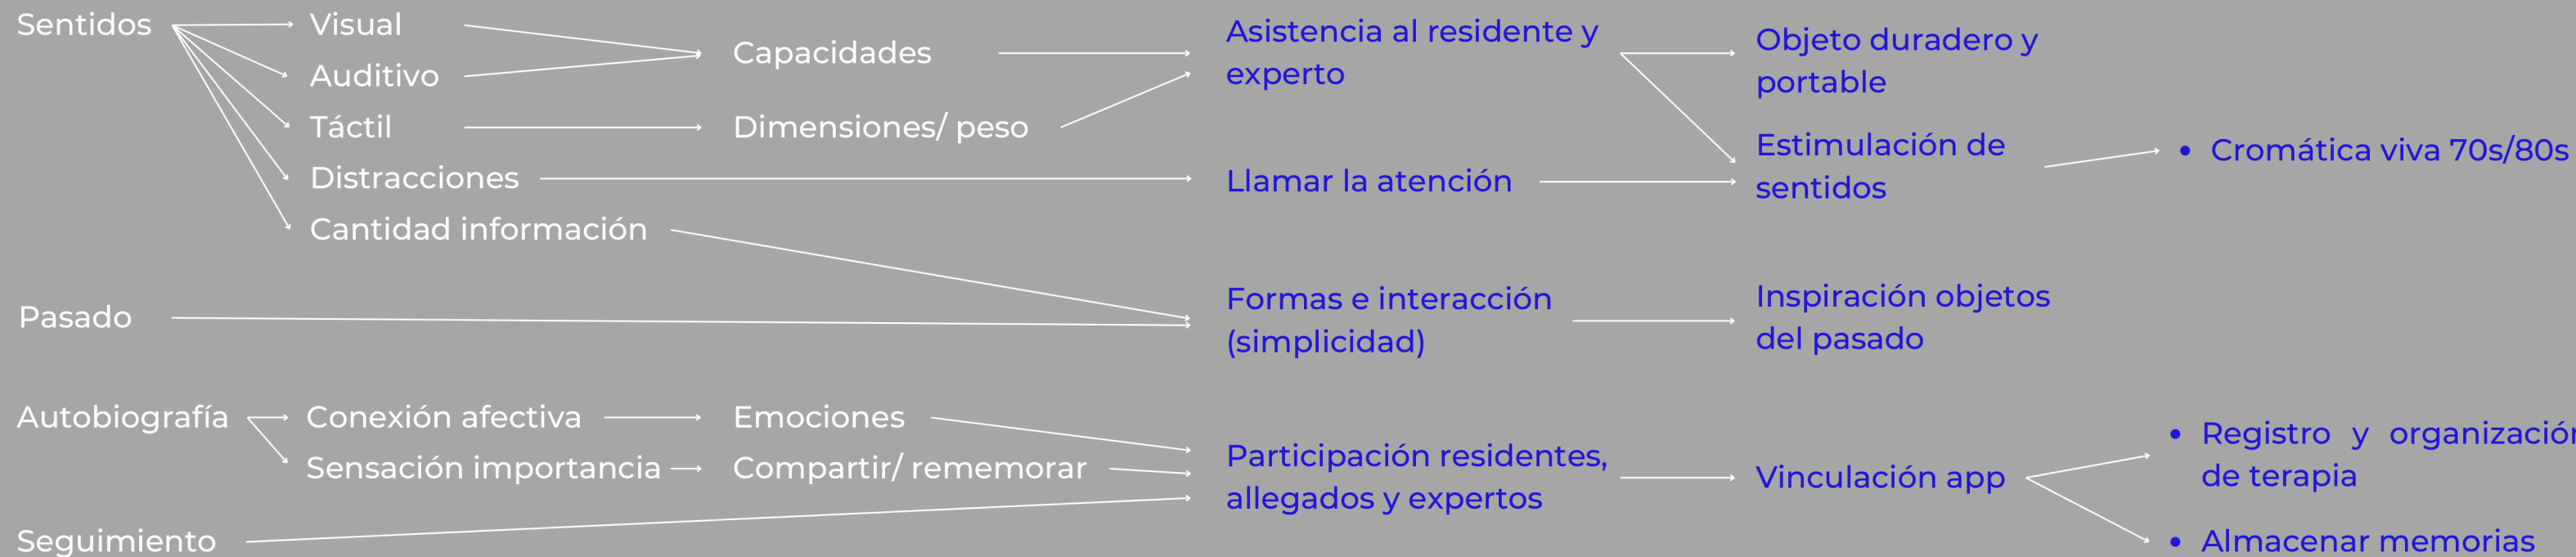 Sentidos
Visual
Auditivo
Táctil
Distracciones
Cantidad información
Capacidades
Dimensiones/ peso
Asistencia al residente y
experto
Llamar la atención
Objeto duradero y
portable
Estimulación de
sentidos
• Cromática viva 70s/80s
Pasado
Formas e interacción
(simplicidad)
Inspiración objetos
del pasado
Autobiografía
Conexión afectiva
Sensación importancia
Emociones
Compartir/ rememorar
Seguimiento
Participación residentes,
allegados y expertos
Vinculación app
• Registro y organización
de terapia
• Almacenar memorias